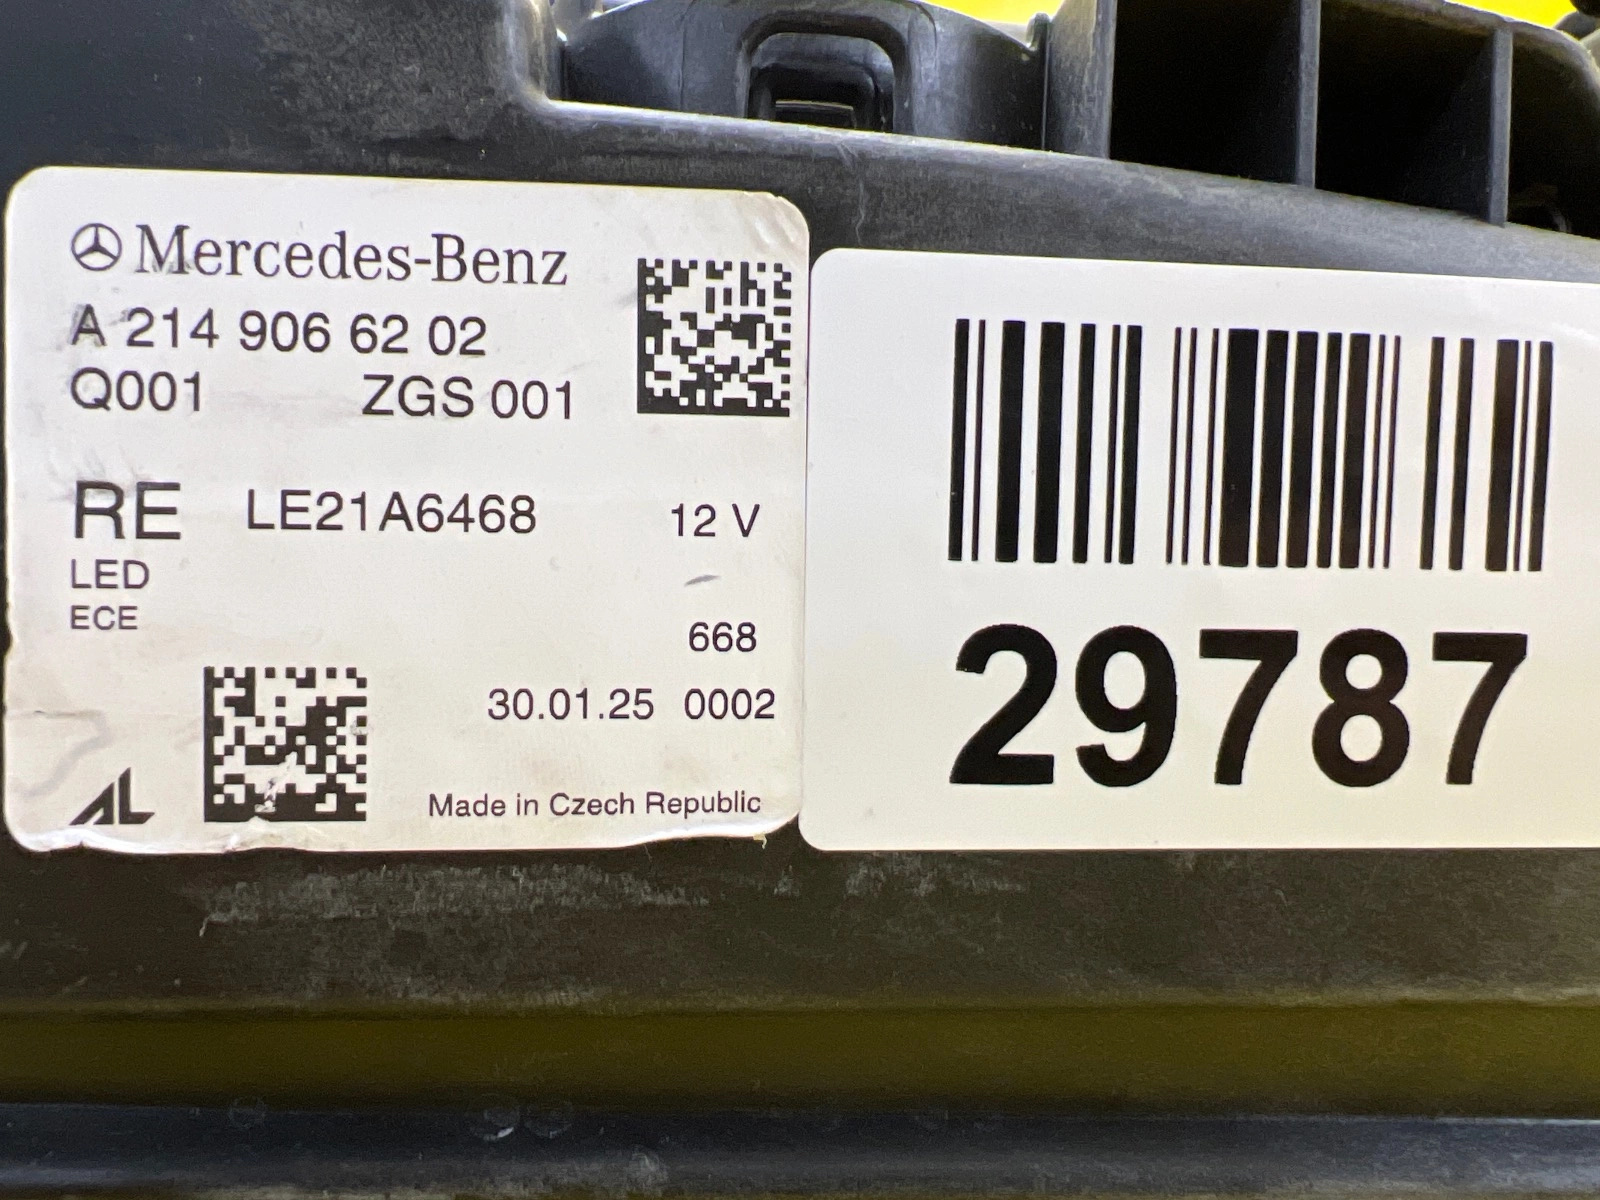 Mercedes-Benz
A 214 906 62 02
Q001 ZGS 001
RE LE21A6468 12 V
LED
ECE
668
30.01.25 0002
AL
Made in Czech Republic
29787